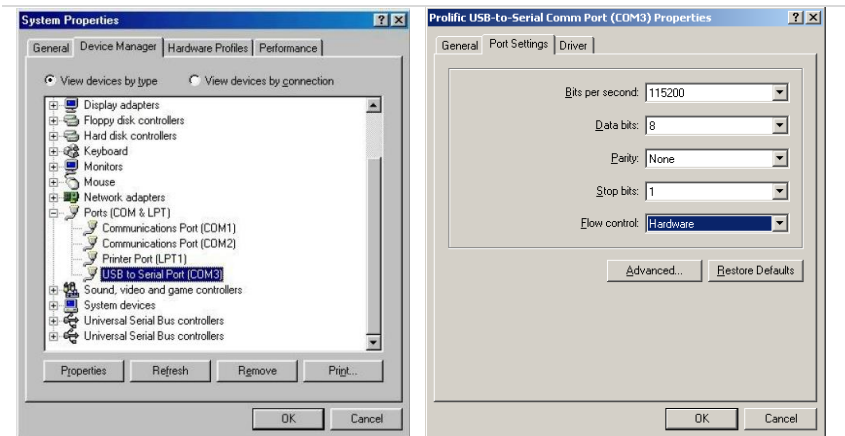 System Properties
General Device Manager Hardware Profiles Performance
View devices by type View devices by connection
Display adapters
Floppy disk controllers
Hard disk controllers
Keyboard
Monitors
Mouse
Network adapters
Ports (COM & LPT)
Communications Port (COM1)
Communications Port (COM2)
Printer Port (LPT1)
USB to Serial Port (COM3)
Sound, video and game controllers
System devices
Universal Serial Bus controllers
Universal Serial Bus controllers
Properties Refresh Remove Print...
OK Cancel
Prolific USB-to-Serial Comm Port (COM3) Properties
General Port Settings Driver
Bits per second: 115200
Data bits: 8
Parity: None
Stop bits: 1
Flow control: Hardware
Advanced... Restore Defaults
OK Cancel